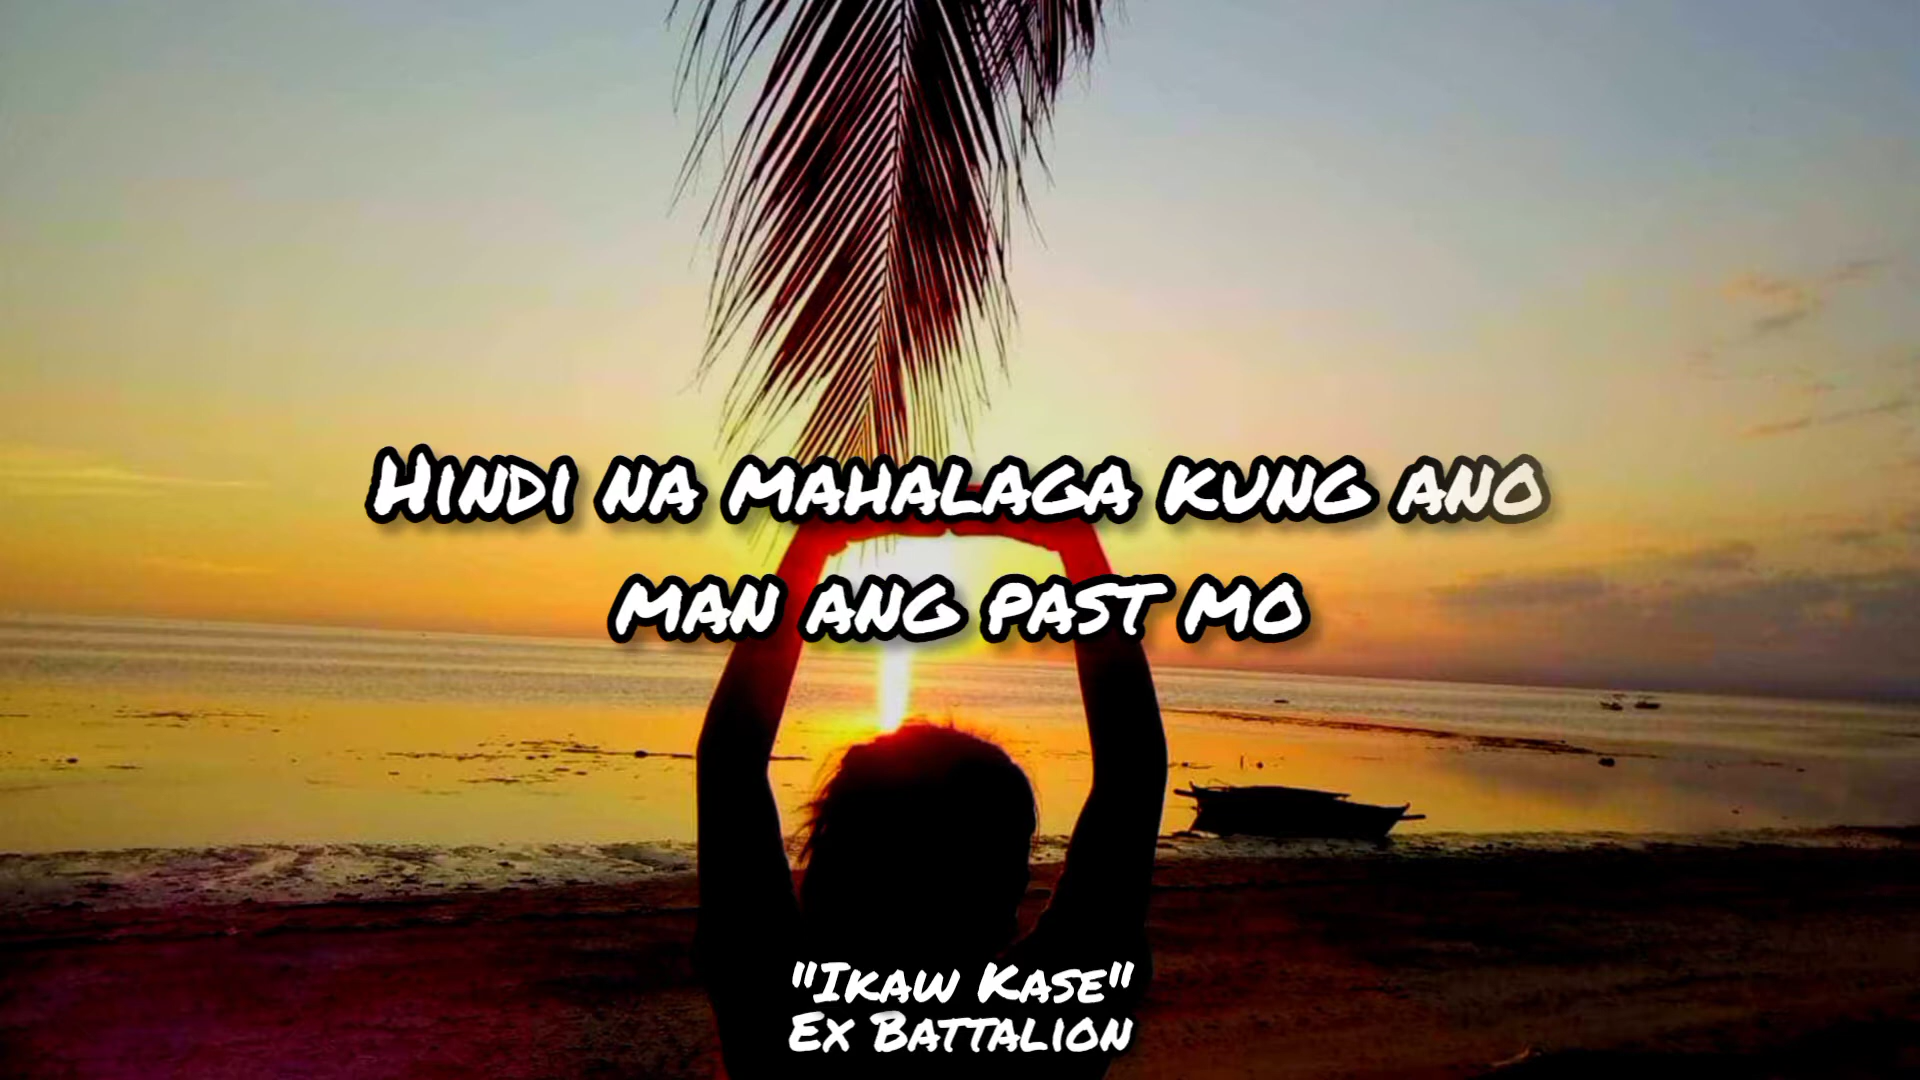 Hindi na mahalaga kung ano
man ang past mo
"Ikaw Kase"
Ex Battalion